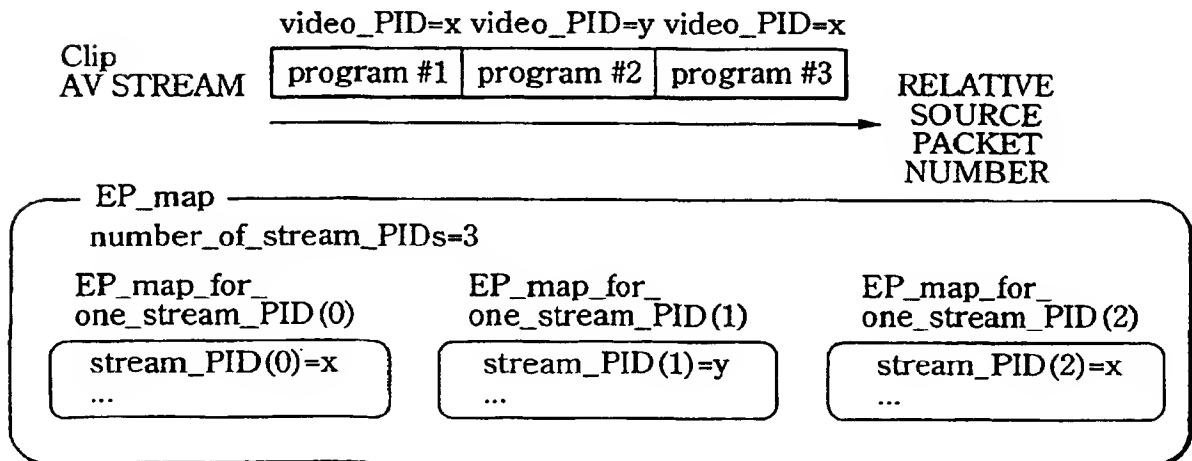 video_PID=x video_PID=y video_PID=x
Clip
AV STREAM
program #1 program #2 program #3
RELATIVE
SOURCE
PACKET
NUMBER
EP_map
number_of_stream_PIDs=3
EP_map_for_
one_stream_PID(0)
stream_PID(0)=x
...
EP_map_for_
one_stream_PID(1)
stream_PID(1)=y
...
EP_map_for_
one_stream_PID(2)
stream_PID(2)=x
...